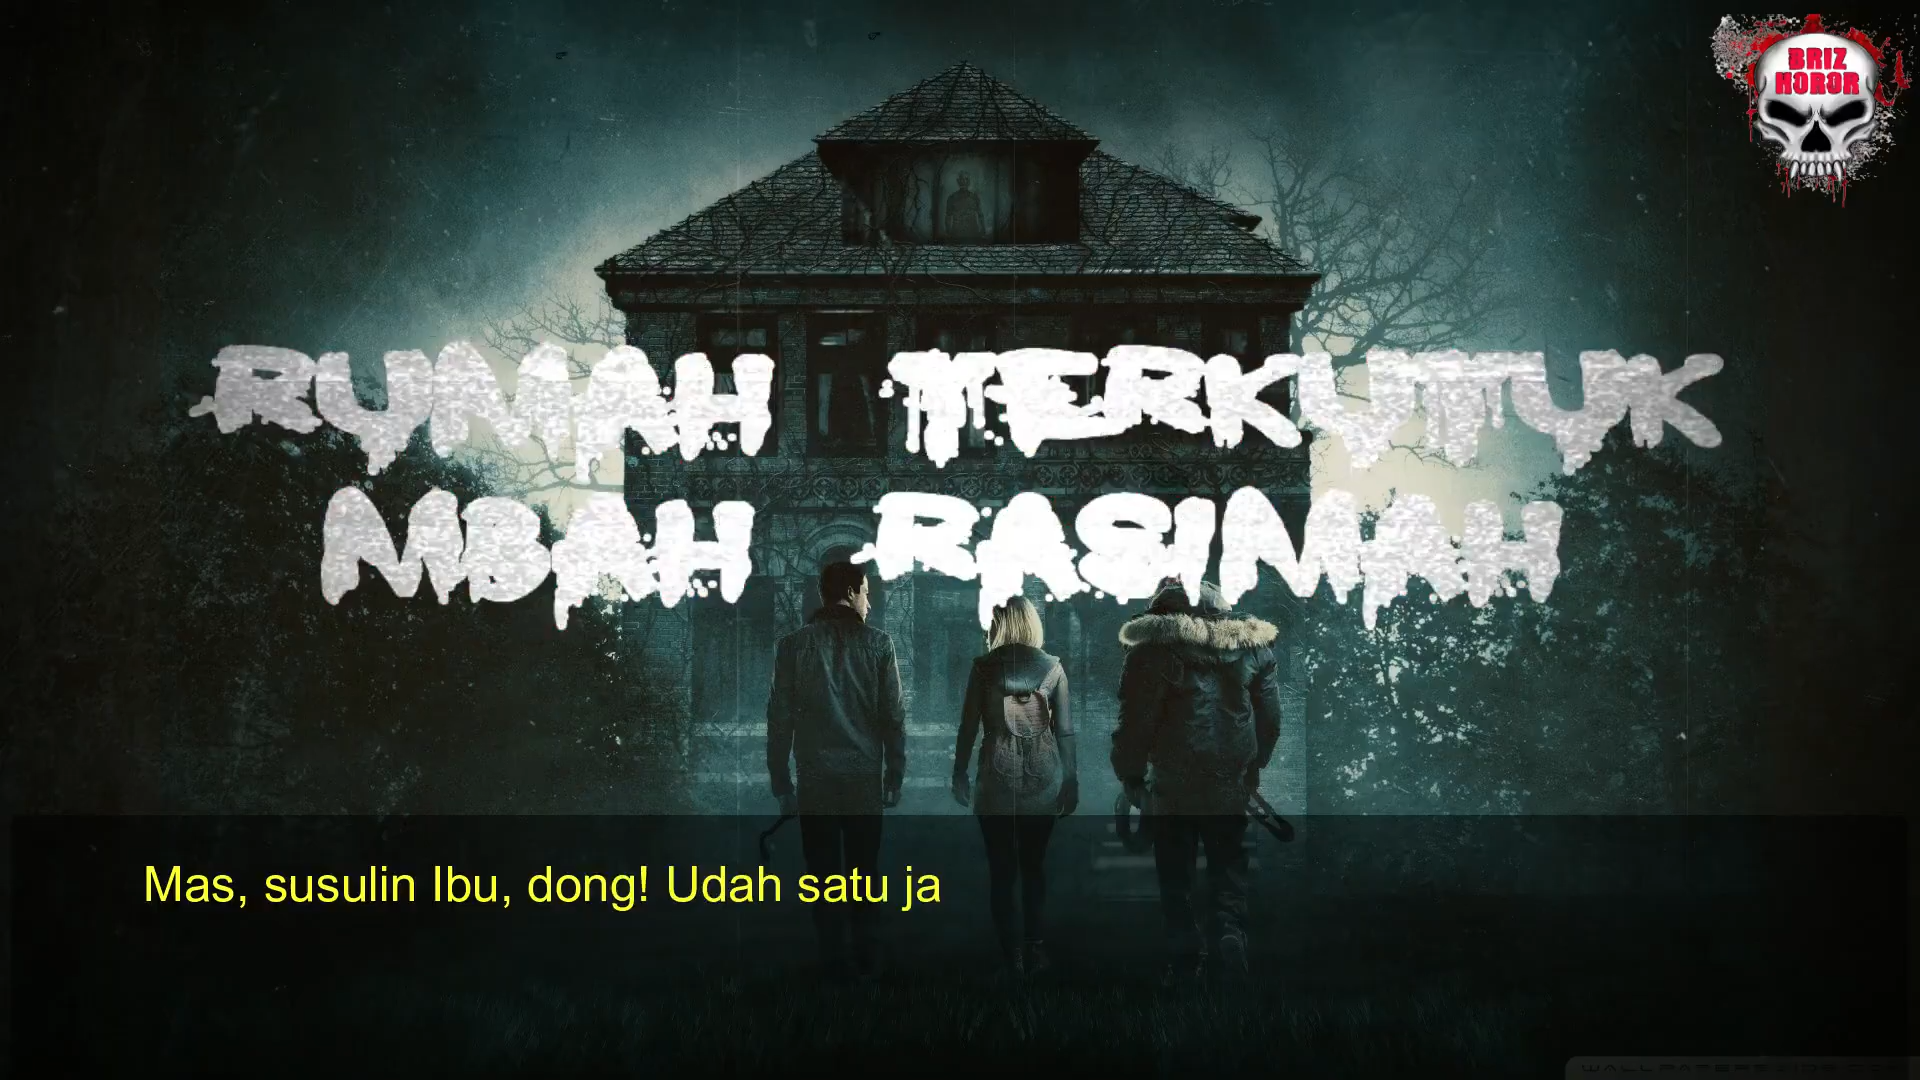 BRIZ
HOROR
RUMAH TERKUTUK
MBAH RASIMAH
Mas, susulin Ibu, dong! Udah satu ja